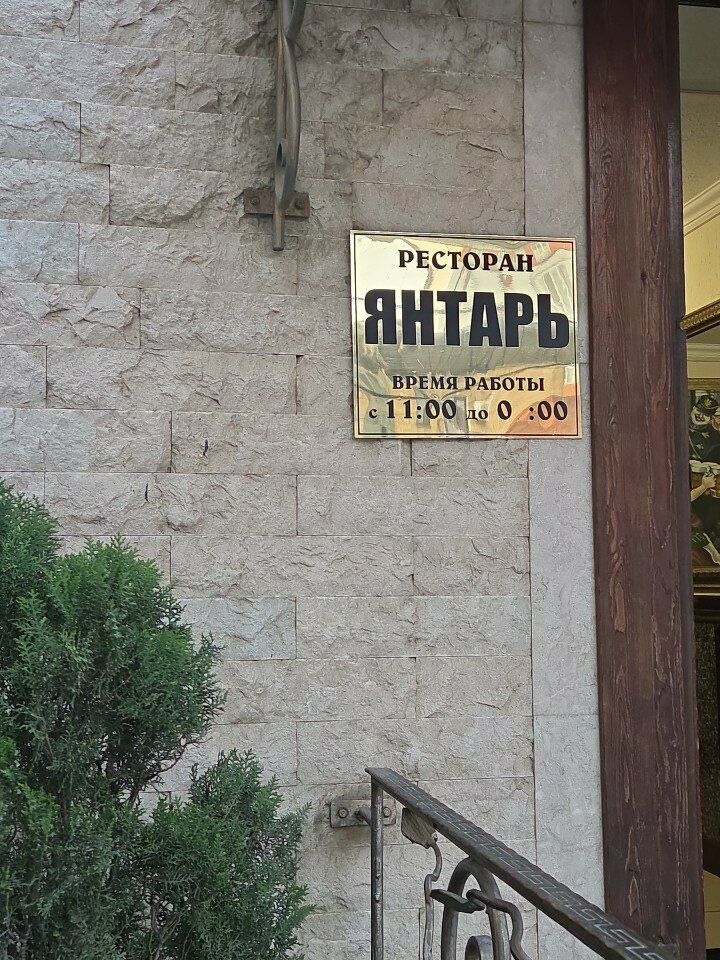 РЕСТОРАН
ЯНТАРЬ
ВРЕМЯ РАБОТЫ
с 11:00 до 0 :00